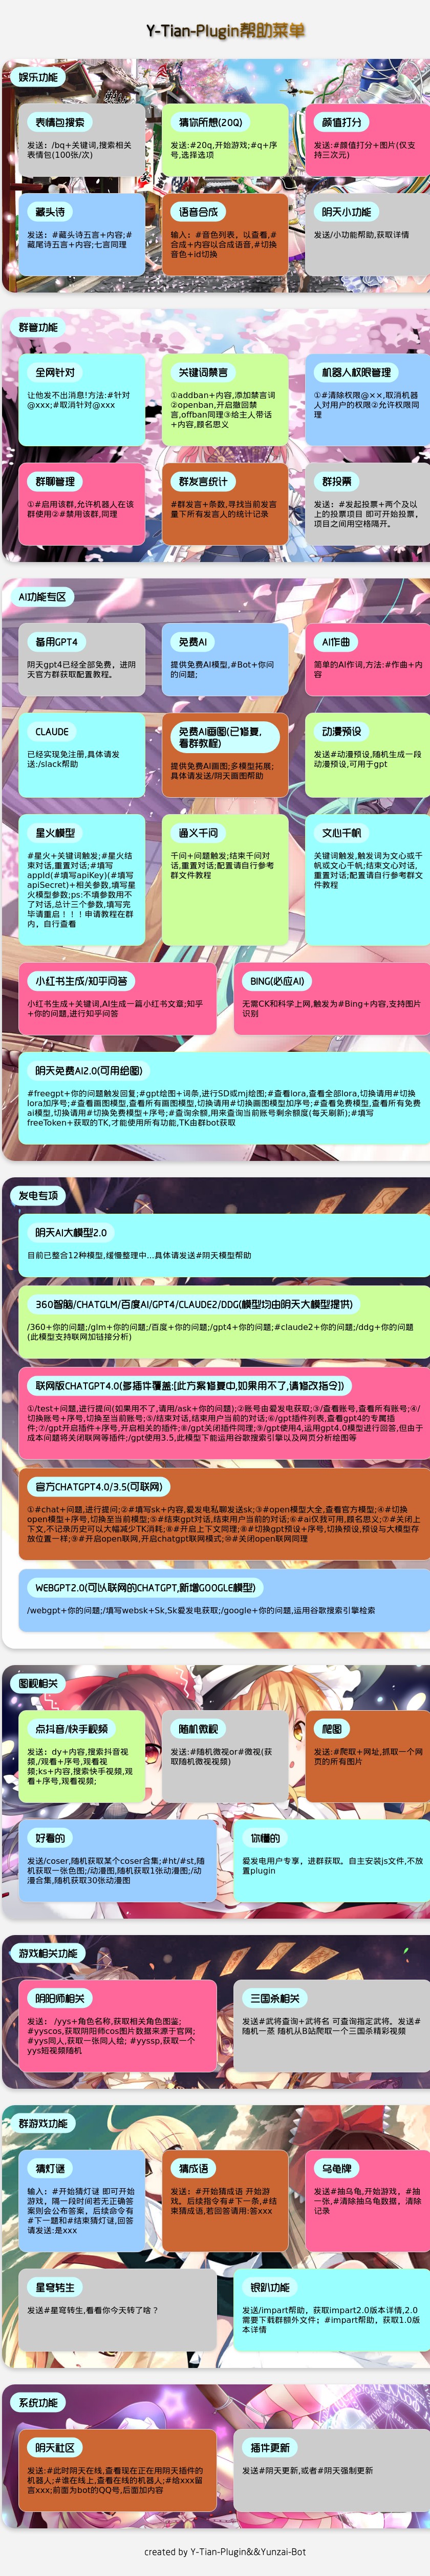 Y-Tian-Plugin帮助菜单
娱乐功能
表情包搜索
发送：/bq+关键词,搜索相关
表情包(100张/次)
猜你所想(20Q)
发送:#20q,开始游戏;#q+序
号,选择选项
颜值打分
发送:#颜值打分+图片(仅支
持三次元)
藏头诗
发送：#藏头诗五言+内容;#
藏尾诗五言+内容;七言同理
语音合成
输入：#音色列表，以查看,#
合成+内容以合成语音,#切换
音色+id切换
阴天小功能
发送/小功能帮助,获取详情
群管功能
全网针对
让他发不出消息!方法:#针对
@xxx;#取消针对@xxx
关键词禁言
①addban+内容,添加禁言词
②openban,开启撤回禁
言,offban同理③给主人带话
+内容,顾名思义
机器人权限管理
①#清除权限@××,取消机器
人对用户的权限②允许权限同
理
群聊管理
①#启用该群,允许机器人在该
群使用②#禁用该群,同理
群发言统计
#群发言+条数,寻找当前发言
量下所有发言人的统计记录
群投票
发送：#发起投票+两个及以
上的投票项目 即可开始投票，
项目之间用空格隔开。
AI功能专区
备用GPT4
阴天gpt4已经全部免费，进阴
天官方群获取配置教程。
免费AI
提供免费AI模型,#Bot+你问
的问题;
AI作曲
简单的AI作词,方法:#作曲+内
容
CLAUDE
已经实现免注册,具体请发
送:/slack帮助
免费AI画图(已修复,
看群教程)
提供免费AI画图;多模型拓展;
具体请发送/阴天画图帮助
动漫预设
发送#动漫预设,随机生成一段
动漫预设,可用于gpt
星火模型
#星火+关键词触发;#星火结
束对话,重置对话;#填写
appId(#填写apiKey)(#填写
apiSecret)+相关参数,填写星
火模型参数;ps:不填参数用不
了对话,总计三个参数,填写完
毕请重启！！！申请教程在群
内，自行查看
通义千问
千问+问题触发;结束千问对
话,重置对话;配置请自行参考
群文件教程
文心千帆
关键词触发,触发词为文心或千
帆或文心千帆;结束文心对话,
重置对话;配置请自行参考群文
件教程
小红书生成/知乎问答
小红书生成+关键词,AI生成一篇小红书文章;知乎
+你的问题,进行知乎问答
BING(必应AI)
无需CK和科学上网,触发为#Bing+内容,支持图片
识别
阴天免费AI2.0(可用绘图)
#freegpt+你的问题触发回复;#gpt绘图+词条,进行SD或mj绘图;#查看lora,查看全部lora,切换请用#切换
lora加序号;#查看画图模型,查看所有画图模型,切换请用#切换画图模型加序号;#查看免费模型,查看所有免费
ai模型,切换请用#切换免费模型+序号;#查询余额,用来查询当前账号剩余额度(每天刷新);#填写
freeToken+获取的TK,才能使用所有功能,TK由群bot获取
发电专项
阴天AI大模型2.0
目前已整合12种模型,缓慢整理中...具体请发送#阴天模型帮助
360智脑/CHATGLM/百度AI/GPT4/CLAUDE2/DDG(模型均由阴天大模型提供)
/360+你的问题;/glm+你的问题;/百度+你的问题;/gpt4+你的问题;#claude2+你的问题;/ddg+你的问题
(此模型支持联网加链接分析)
联网版CHATGPT4.0(多插件覆盖:[此方案修复中,如果用不了,请修改指令])
①/test+问题,进行提问(如果用不了,请用/ask+你的问题);②账号由爱发电获取;③/查看账号,查看所有账号;④/
切换账号+序号,切换至当前账号;⑤/结束对话,结束用户当前的对话;⑥/gpt插件列表,查看gpt4的专属插
件;⑦/gpt开启插件+序号,开启相关的插件;⑧/gpt关闭插件同理;⑨/gpt使用4,运用gpt4.0模型进行回答,但由于
成本问题将关闭联网等插件;/gpt使用3.5,此模型下能运用谷歌搜索引擎以及网页分析绘图等
官方CHATGPT4.0/3.5(可联网)
①#chat+问题,进行提问;②#填写sk+内容,爱发电私聊发送sk;③#open模型大全,查看官方模型;④#切换
open模型+序号,切换至当前模型;⑤#结束gpt对话,结束用户当前的对话;⑥#ai仅我可用,顾名思义;⑦#关闭上
下文,不记录历史可以大幅减少TK消耗;⑧#开启上下文同理;⑧#切换gpt预设+序号,切换预设,预设与大模型存
放位置一样;⑨#开启open联网,开启chatgpt联网模式;⑩#关闭open联网同理
WEBGPT2.0(可以联网的CHATGPT,新增GOOGLE模型)
/webgpt+你的问题;/填写websk+Sk,Sk爱发电获取;/google+你的问题,运用谷歌搜索引擎检索
图视相关
点抖音/快手视频
发送：dy+内容,搜索抖音视
频,/观看+序号,观看视
频;ks+内容,搜索快手视频,观
看+序号,观看视频;
随机微视
发送:#随机微视or#微视(获
取随机微视视频)
爬图
发送:#爬取+网址,抓取一个网
页的所有图片
好看的
发送/coser,随机获取某个coser合集;#ht/#st,随
机获取一张色图;/动漫图,随机获取1张动漫图;/动
漫合集,随机获取30张动漫图
你懂的
爱发电用户专享，进群获取。自主安装js文件,不放
置plugin
游戏相关功能
阴阳师相关
发送： /yys+角色名称,获取相关角色图鉴;
#yyscos,获取阴阳师cos图片数据来源于官网;
#yys同人,获取一张同人绘; #yyssp,获取一个
yys短视频随机
三国杀相关
发送#武将查询+武将名 可查询指定武将。发送#
随机一蒸 随机从B站爬取一个三国杀精彩视频
群游戏功能
猜灯谜
输入：#开始猜灯谜 即可开始
游戏，隔一段时间若无正确答
案则会公布答案，后续命令有
#下一题和#结束猜灯谜,回答
请发送:是xxx
猜成语
发送：#开始猜成语 开始游
戏。后续指令有#下一条,#结
束猜成语,若回答请用:答xxx
乌龟牌
发送#抽乌龟,开始游戏，#抽
一张,#清除抽乌龟数据，清除
记录
星穹转生
发送#星穹转生,看看你今天转了啥？
银趴功能
发送/impart帮助，获取impart2.0版本详情,2.0
需要下载群额外文件；#impart帮助，获取1.0版
本详情
系统功能
阴天社区
发送:#此时阴天在线,查看现在正在用阴天插件的
机器人;#谁在线上,查看在线的机器人;#给xxx留
言xxx;前面为bot的QQ号,后面加内容
插件更新
发送#阴天更新,或者#阴天强制更新
created by Y-Tian-Plugin&&Yunzai-Bot